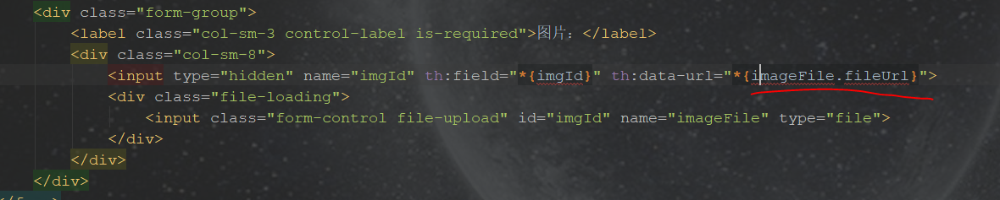 <div class="form-group">
<label class="col-sm-3 control-label is-required">图片：</label>
<div class="col-sm-8">
<input type="hidden" name="imgId" th:field="*{imgId}" th:data-url="*{imageFile.fileUrl}">
<div class="file-loading">
<input class="form-control file-upload" id="imgId" name="imageFile" type="file">
</div>
</div>
</div>